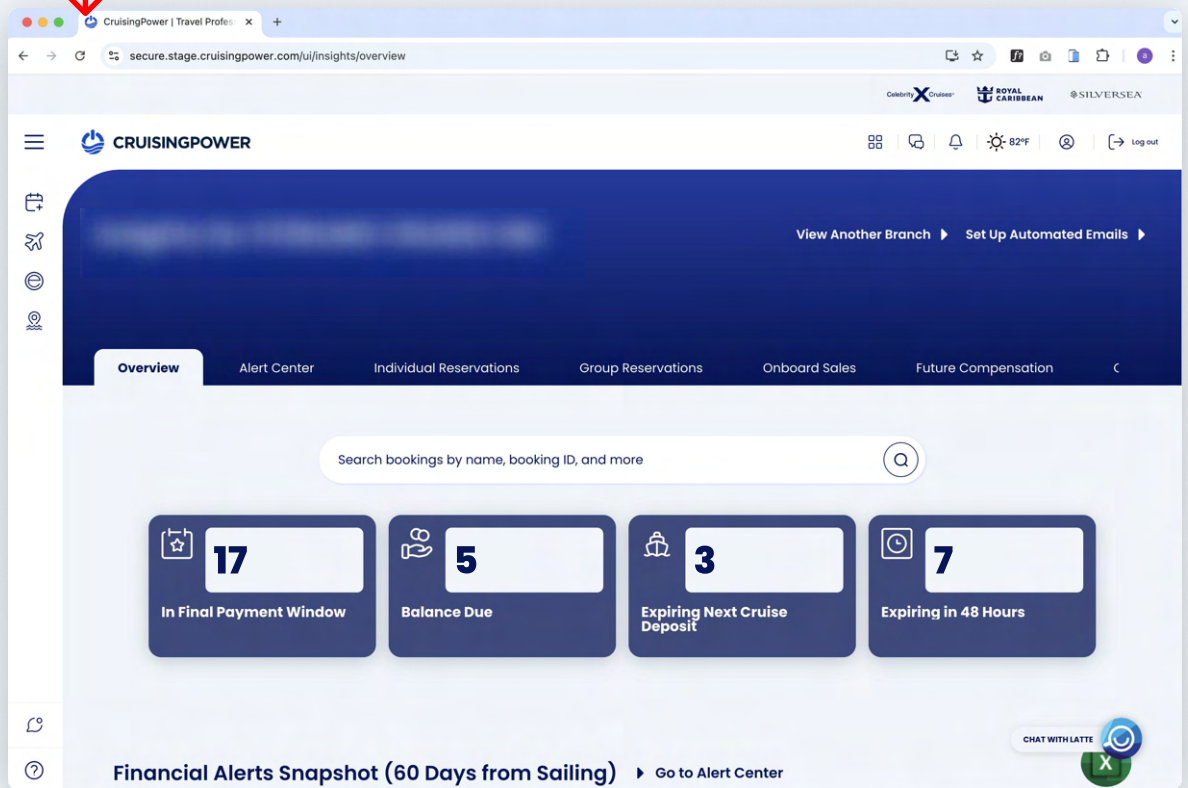 CruisingPower | Travel Profes
secure.stage.cruisingpower.com/ui/insights/overview
a
Celebrity X Cruises
ROYAL CARIBBEAN
SILVERSEA
CRUISINGPOWER
82°F
Log out
View Another Branch
Set Up Automated Emails
Overview
Alert Center
Individual Reservations
Group Reservations
Onboard Sales
Future Compensation
Search bookings by name, booking ID, and more
17
In Final Payment Window
5
Balance Due
3
Expiring Next Cruise
Deposit
7
Expiring in 48 Hours
CHAT WITH LATTE
X
Financial Alerts Snapshot (60 Days from Sailing)
Go to Alert Center